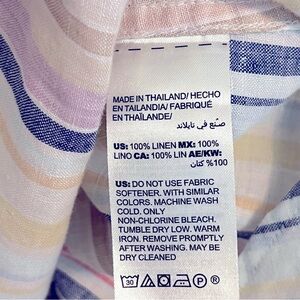 MADE IN THAILAND/ HECHO
EN TAILANDIA/ FABRIQUÉ
EN THAÏLANDE/
صنع في تايلاند
US: 100% LINEN MX: 100%
LINO CA: 100% LIN AE/KW:
100% كتان
US: DO NOT USE FABRIC
SOFTENER. WITH SIMILAR
COLORS. MACHINE WASH
COLD. ONLY
NON-CHLORINE BLEACH.
TUMBLE DRY LOW. WARM
IRON. REMOVE PROMPTLY
AFTER WASHING. MAY BE
DRY CLEANED
30
P